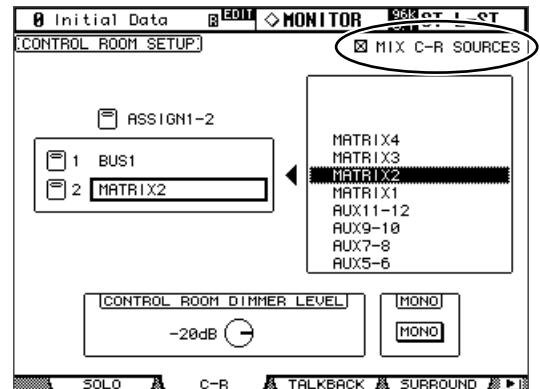 0 Initial Data EDIT MONITOR 96k ST L-ST
CONTROL ROOM SETUP
MIX C-R SOURCES
ASSIGN1-2
1 BUS1
2 MATRIX2
MATRIX4
MATRIX3
MATRIX2
MATRIX1
AUX11-12
AUX9-10
AUX7-8
AUX5-6
CONTROL ROOM DIMMER LEVEL
-20dB
MONO
MONO
SOLO C-R TALKBACK SURROUND